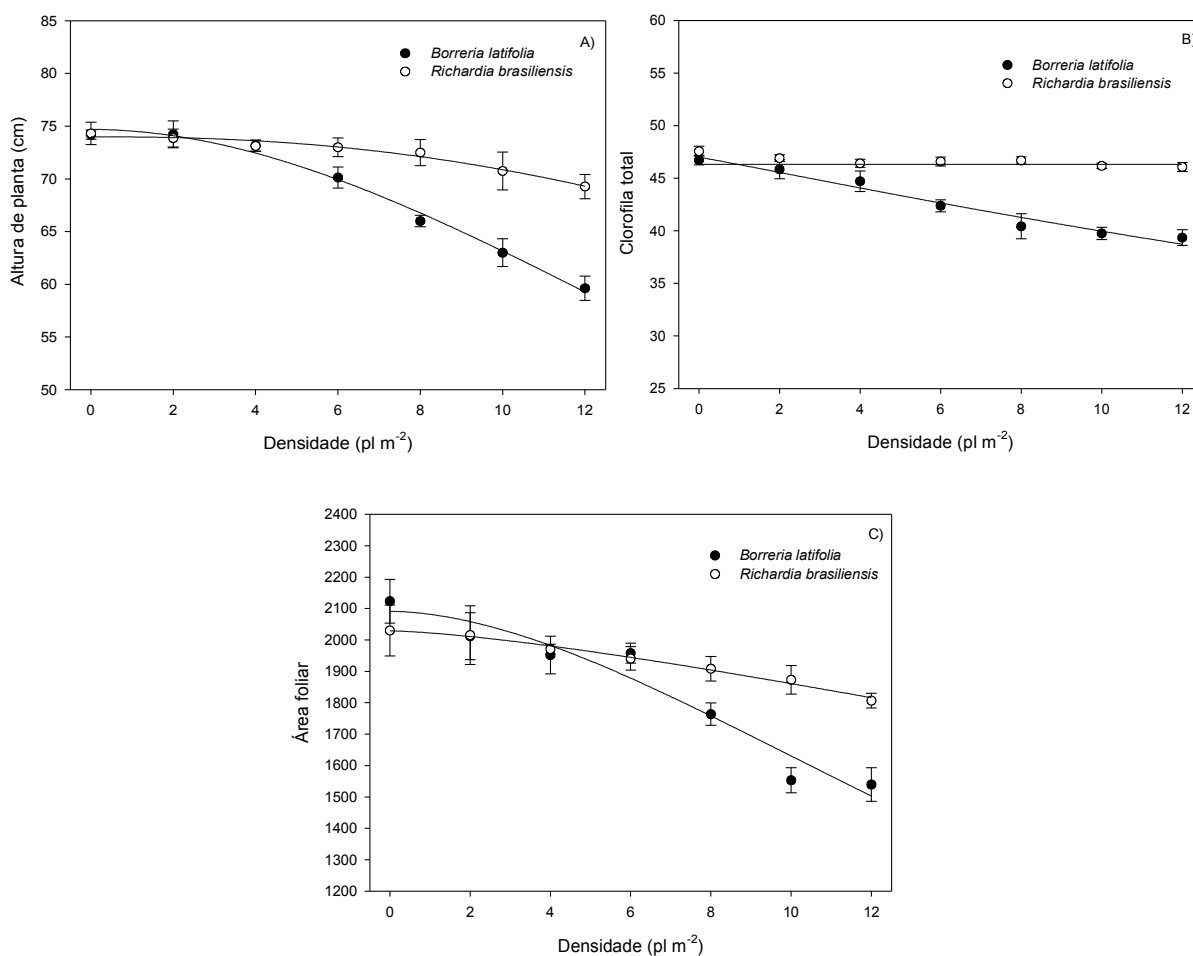 A)
Borreria latifolia
Richardia brasiliensis
Altura de planta (cm)
85
80
75
70
65
60
55
50
0 2 4 6 8 10 12
Densidade (pl m⁻²)
B)
Borreria latifolia
Richardia brasiliensis
Clorofila total
60
55
50
45
40
35
30
25
0 2 4 6 8 10 12
Densidade (pl m⁻²)
C)
Borreria latifolia
Richardia brasiliensis
Área foliar
2400
2300
2200
2100
2000
1900
1800
1700
1600
1500
1400
1300
1200
0 2 4 6 8 10 12
Densidade (pl m⁻²)